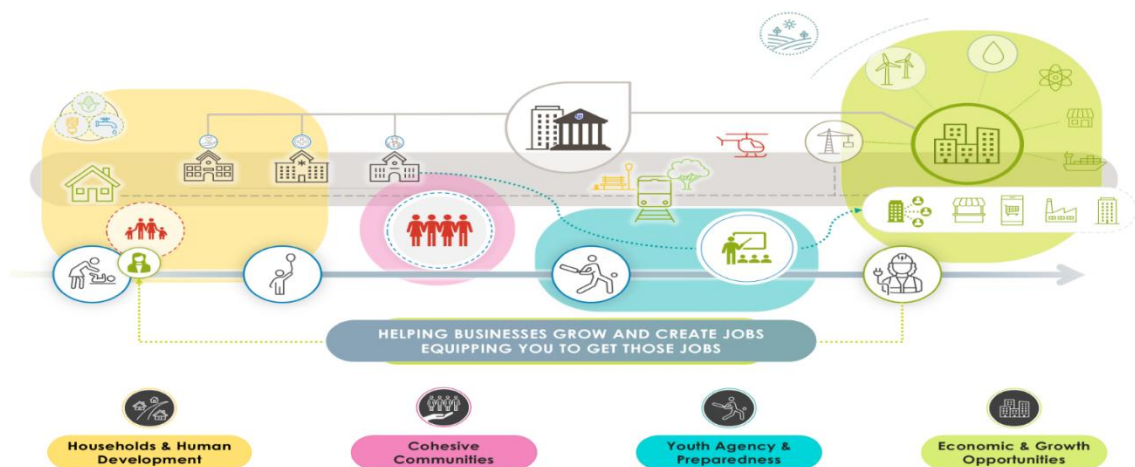 HELPING BUSINESSES GROW AND CREATE JOBS
EQUIPPING YOU TO GET THOSE JOBS
Households & Human
Development
Cohesive
Communities
Youth Agency &
Preparedness
Economic & Growth
Opportunities